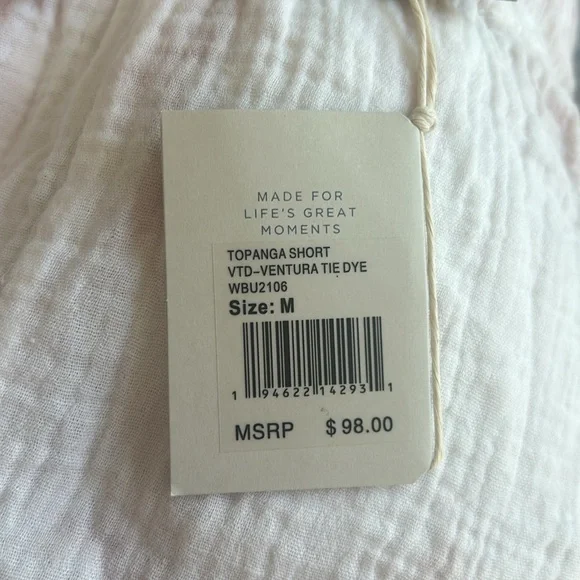 MADE FOR
LIFE'S GREAT
MOMENTS
TOPANGA SHORT
VTD-VENTURA TIE DYE
WBU2106
Size: M
1 94622 14293 1
MSRP $ 98.00